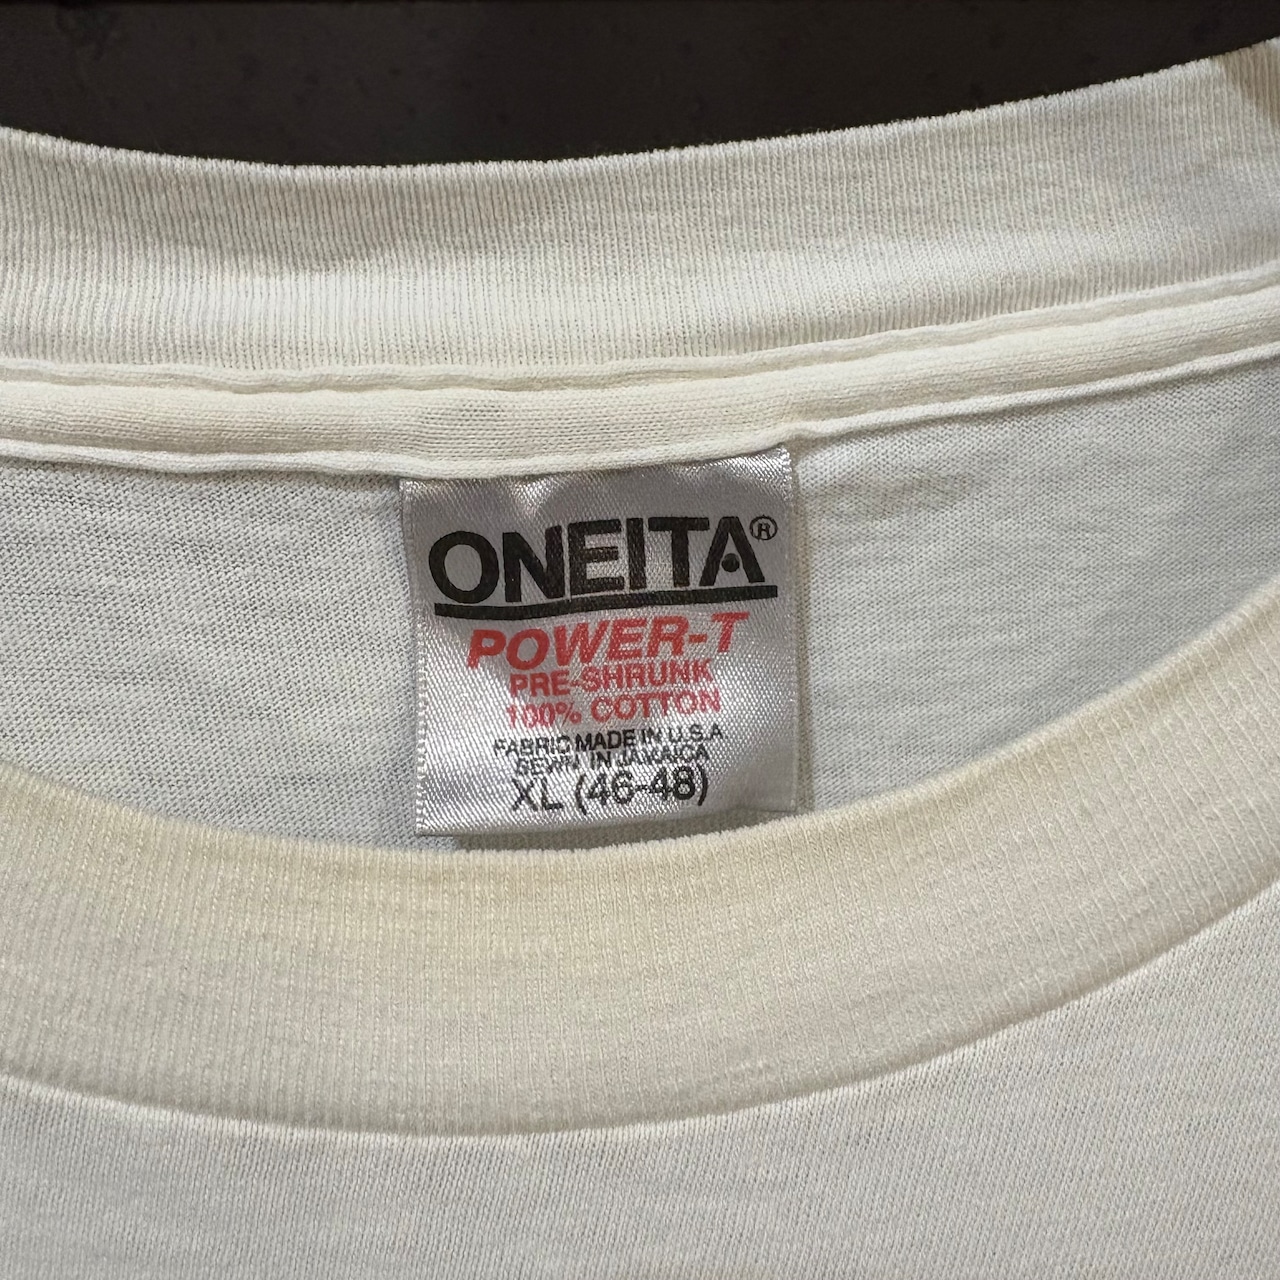 ONEITA®
POWER-T
PRE-SHRUNK
100% COTTON
FABRIC MADE IN U.S.A
SEWN IN JAMAICA
XL (46-48)